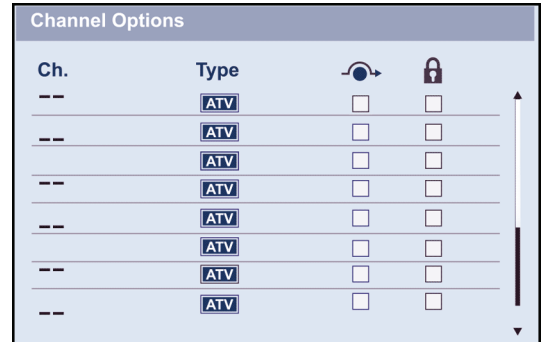 Channel Options
Ch. Type
-- ATV
-- ATV
ATV
-- ATV
-- ATV
ATV
-- ATV
-- ATV